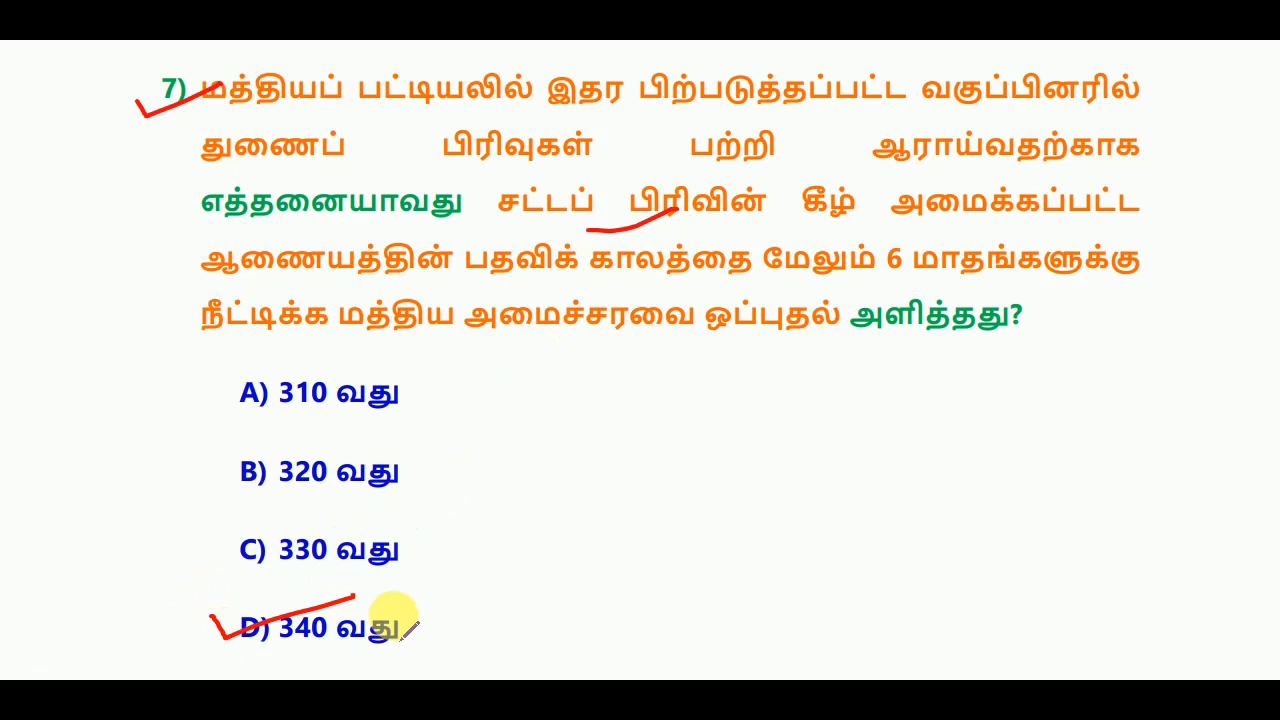 7) மத்தியப் பட்டியலில் இதர பிற்படுத்தப்பட்ட வகுப்பினரில்
துணைப் பிரிவுகள் பற்றி ஆராய்வதற்காக
எத்தனையாவது சட்டப் பிரிவின் கீழ் அமைக்கப்பட்ட
ஆணையத்தின் பதவிக் காலத்தை மேலும் 6 மாதங்களுக்கு
நீட்டிக்க மத்திய அமைச்சரவை ஒப்புதல் அளித்தது?
A) 310 வது
B) 320 வது
C) 330 வது
D) 340 வது